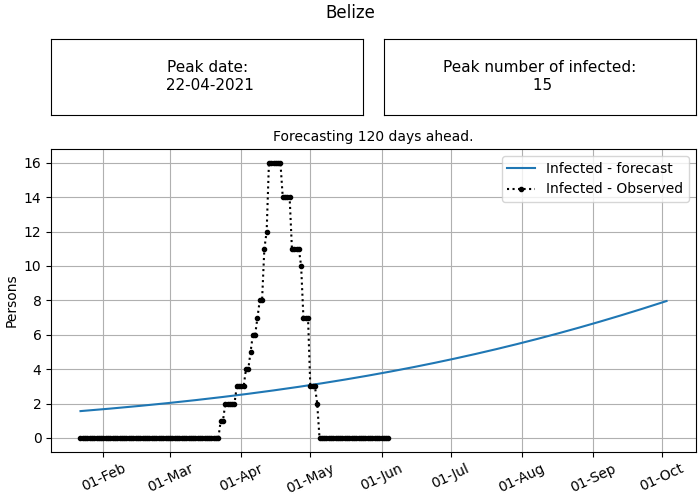 Belize
Peak date:
22-04-2021
Peak number of infected:
15
Forecasting 120 days ahead.
Infected - forecast
Infected - Observed
Persons
16
14
12
10
8
6
4
2
0
01-Feb
01-Mar
01-Apr
01-May
01-Jun
01-Jul
01-Aug
01-Sep
01-Oct